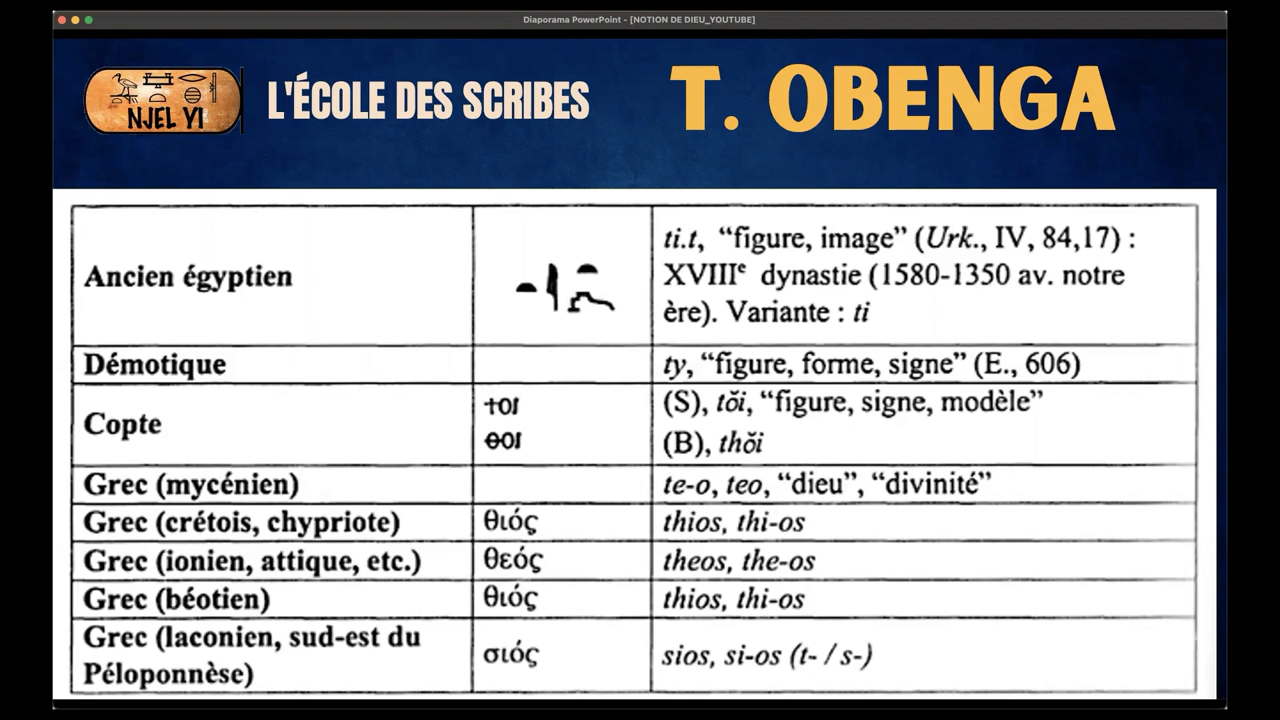 Diaporama PowerPoint - [NOTION DE DIEU_YOUTUBE]
NJEL YI
L'ÉCOLE DES SCRIBES
T. OBENGA
Ancien égyptien
ti.t, “figure, image” (Urk., IV, 84,17) :
XVIIIe dynastie (1580-1350 av. notre
ère). Variante : ti
Démotique
ty, “figure, forme, signe” (E., 606)
Copte
ϯⲟⲓ
(S), tŏi, “figure, signe, modèle”
ⲑⲟⲓ
(B), thŏi
Grec (mycénien)
te-o, teo, “dieu”, “divinité”
Grec (crétois, chypriote)
θιός
thios, thi-os
Grec (ionien, attique, etc.)
θεός
theos, the-os
Grec (béotien)
θιός
thios, thi-os
Grec (laconien, sud-est du
Péloponnèse)
σιός
sios, si-os (t- / s-)